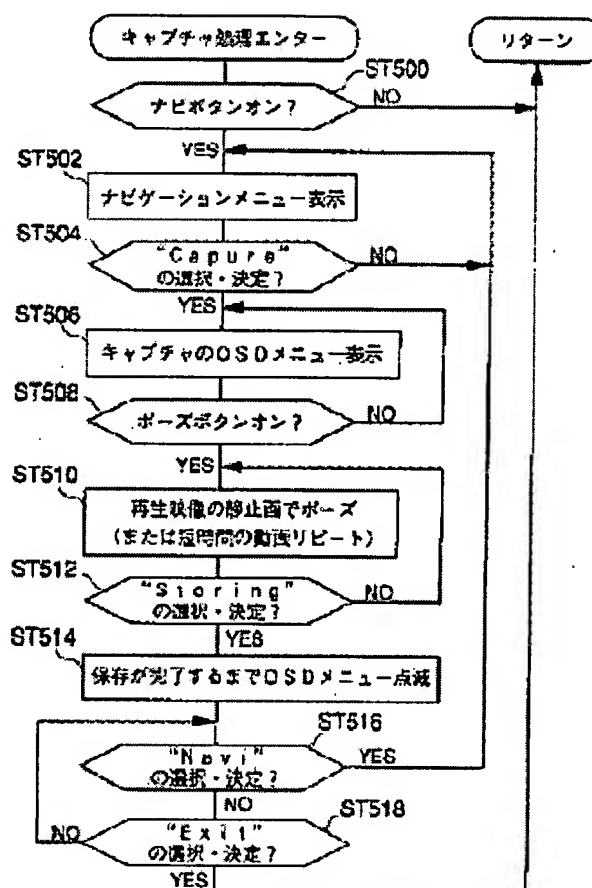 キャプチャ処理エンター
リターン
ST500
ナビボタンオン?
NO
YES
ST502
ナビゲーションメニュー表示
ST504
“Capure”
の選択・決定?
NO
YES
ST506
キャプチャのOSDメニュー表示
ST508
ポーズボタンオン?
NO
YES
ST510
再生映像の静止画でポーズ
(または短時間の動画リピート)
ST512
“Storing”
の選択・決定?
NO
YES
ST514
保存が完了するまでOSDメニュー点滅
ST516
“Navi”
の選択・決定?
YES
NO
ST518
“Exit”
の選択・決定?
NO
YES